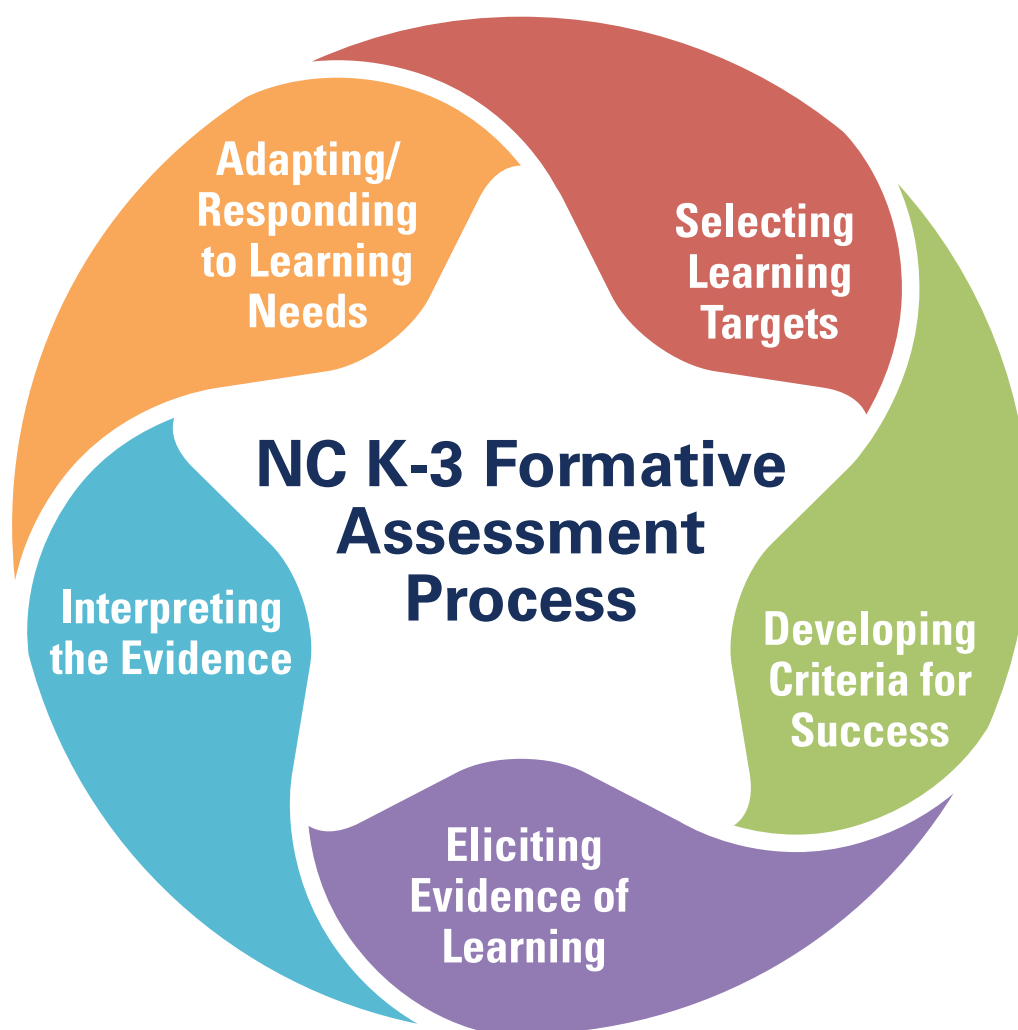 Adapting/
Responding
to Learning
Needs
Selecting
Learning
Targets
NC K-3 Formative
Assessment
Process
Interpreting
the Evidence
Developing
Criteria for
Success
Eliciting
Evidence of
Learning